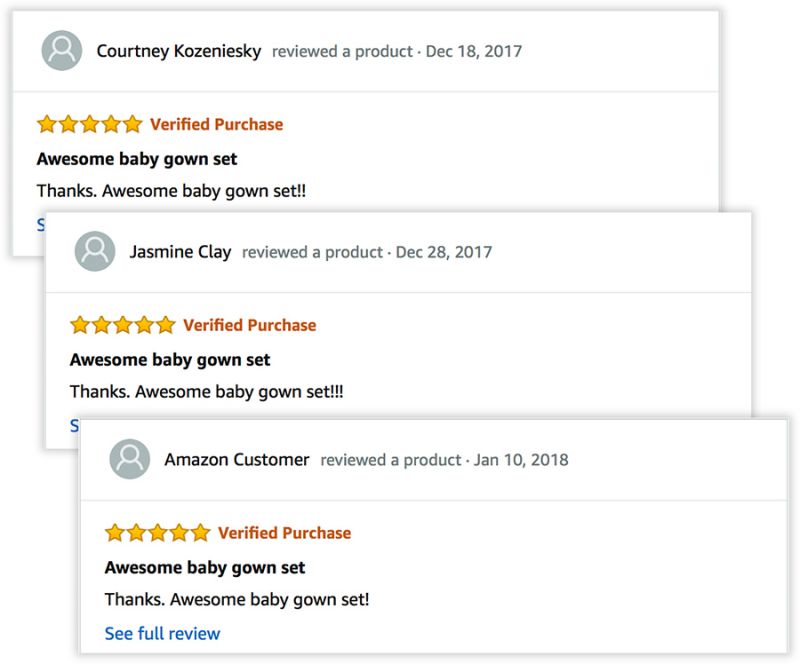 Courtney Kozeniesky reviewed a product · Dec 18, 2017
Verified Purchase
Awesome baby gown set
Thanks. Awesome baby gown set!!
S
Jasmine Clay reviewed a product · Dec 28, 2017
Verified Purchase
Awesome baby gown set
Thanks. Awesome baby gown set!!!
S
Amazon Customer reviewed a product · Jan 10, 2018
Verified Purchase
Awesome baby gown set
Thanks. Awesome baby gown set!
See full review